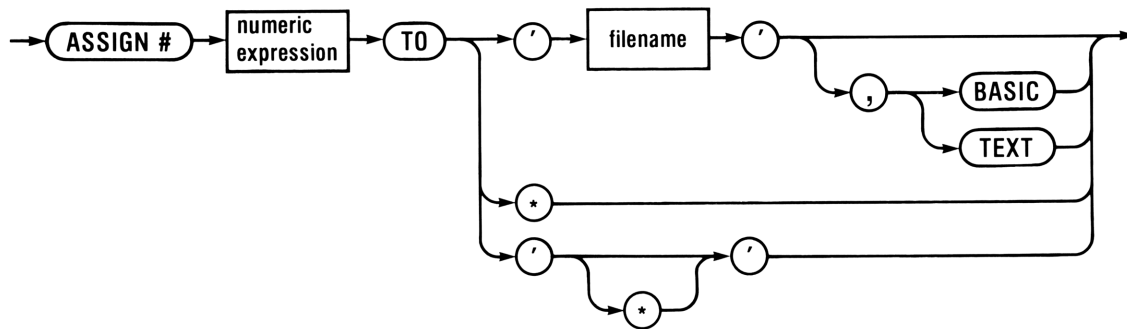 ASSIGN #
numeric
expression
TO
'
filename
'
,
BASIC
TEXT
*
'
*
'